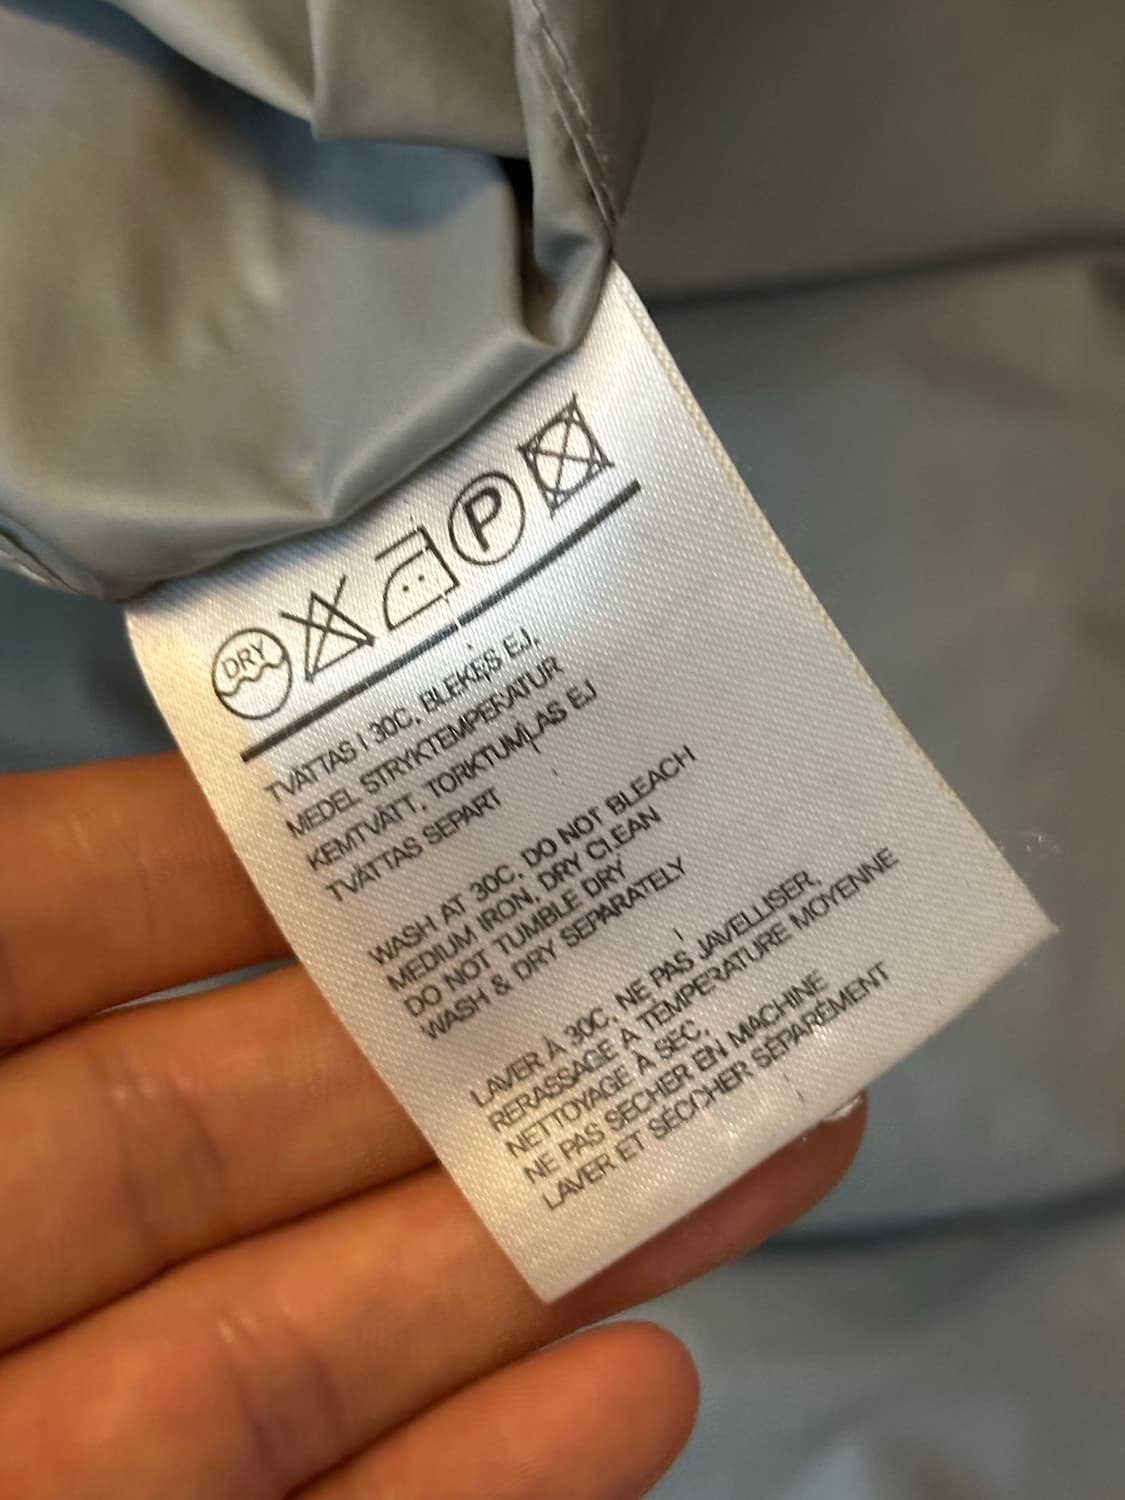 DRY P
TVÄTTAS I 30C, BLEKES EJ,
MEDEL STRYKTEMPERATUR
KEMTVÄTT, TORKTUMLAS EJ
TVÄTTAS SEPART
WASH AT 30C, DO NOT BLEACH
MEDIUM IRON, DRY CLEAN
DO NOT TUMBLE DRY
WASH & DRY SEPARATELY
LAVER À 30C, NE PAS JAVELLISER,
RERASSAGE À TEMPERATURE MOYENNE
NETTOYAGE À SEC,
NE PAS SECHER EN MACHINE
LAVER ET SÉCCHER SÉPARÉMENT